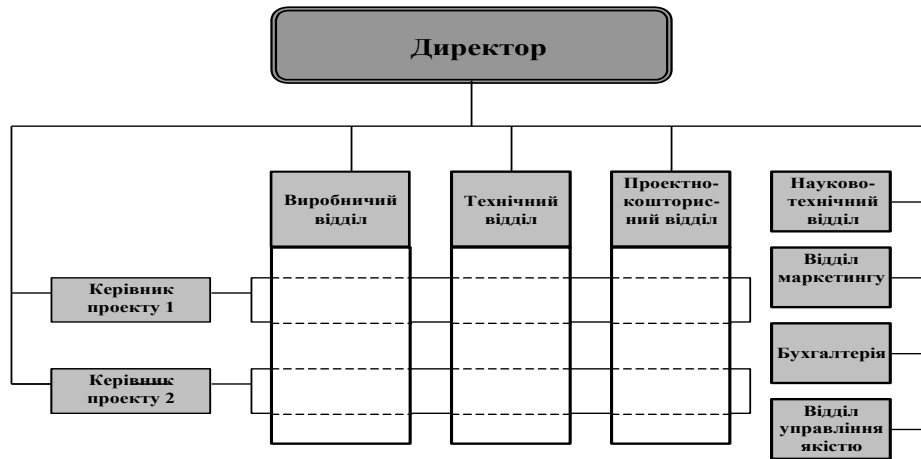 Директор
Виробничий
відділ
Технічний
відділ
Проектно-
кошторис-
ний відділ
Науково-
технічний
відділ
Відділ
маркетингу
Керівник
проекту 1
Бухгалтерія
Керівник
проекту 2
Відділ
управління
якістю